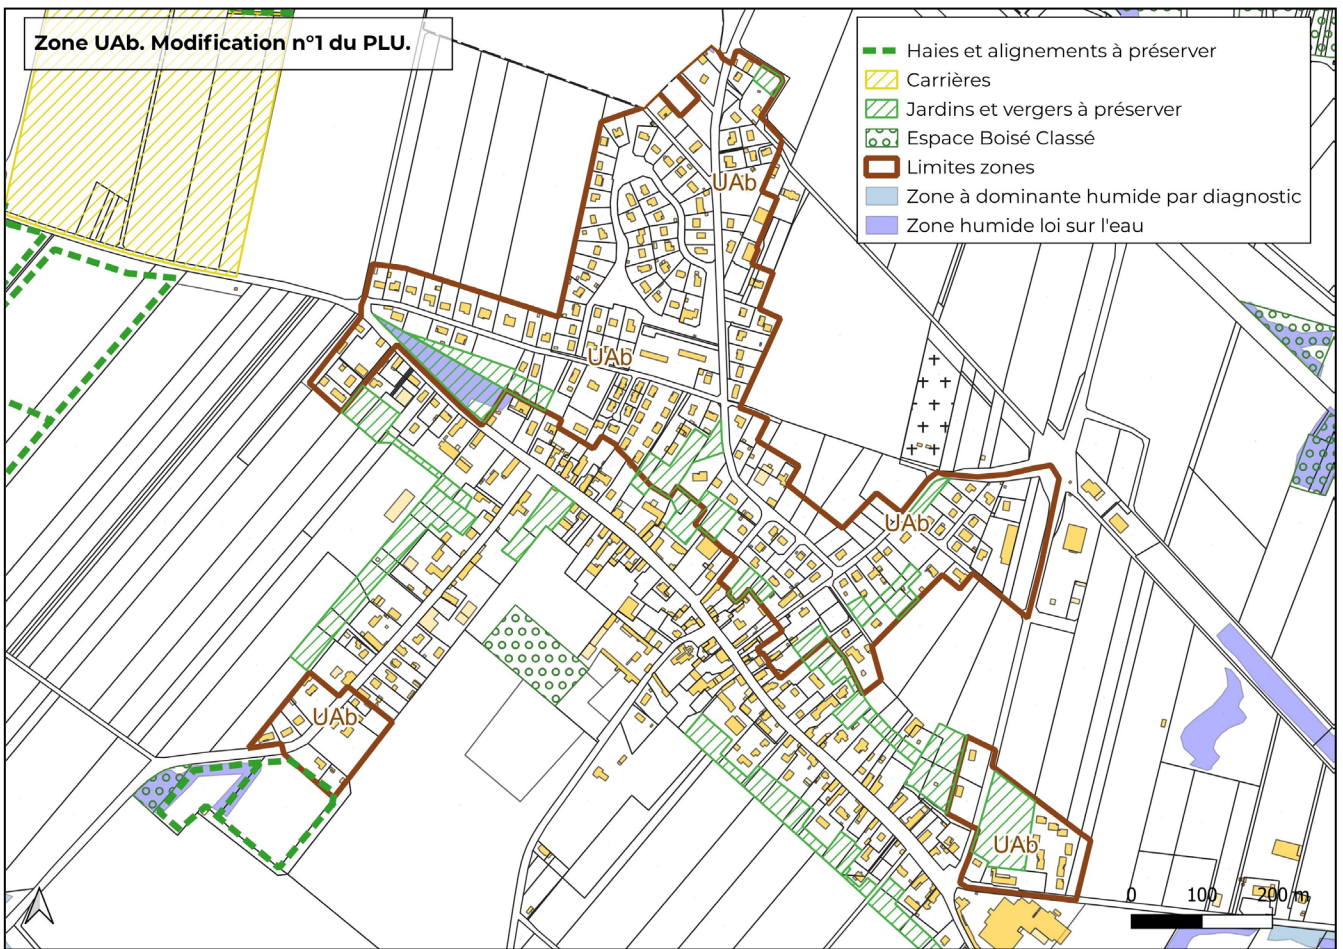 Zone UAb. Modification n°1 du PLU.
Haies et alignements à préserver
Carrières
Jardins et vergers à préserver
Espace Boisé Classé
Limites zones
Zone à dominante humide par diagnostic
Zone humide loi sur l'eau
UAb
UAb
UAb
UAb
UAb
0 100 200 m